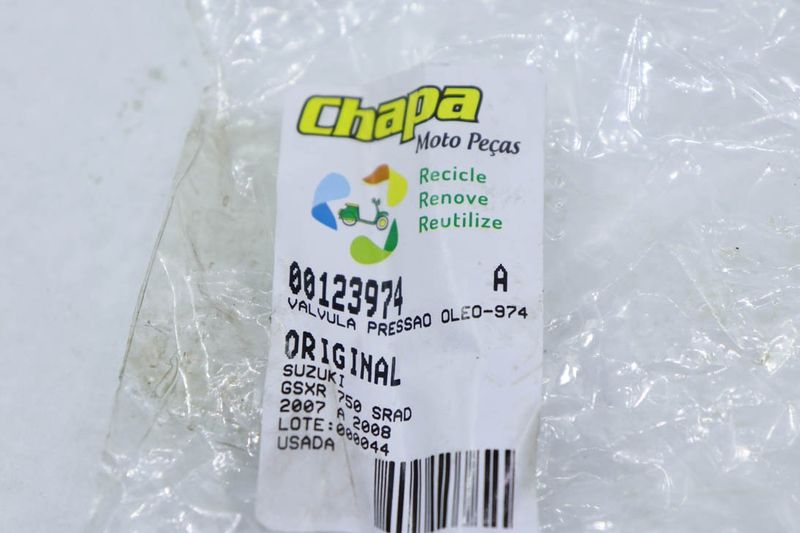 Chapa
Moto Peças
Recicle
Renove
Reutilize
00123974 A
VALVULA PRESSAO OLEO-974
ORIGINAL
SUZUKI
GSXR 750 SRAD
2007 A 2008
LOTE:000044
USADA